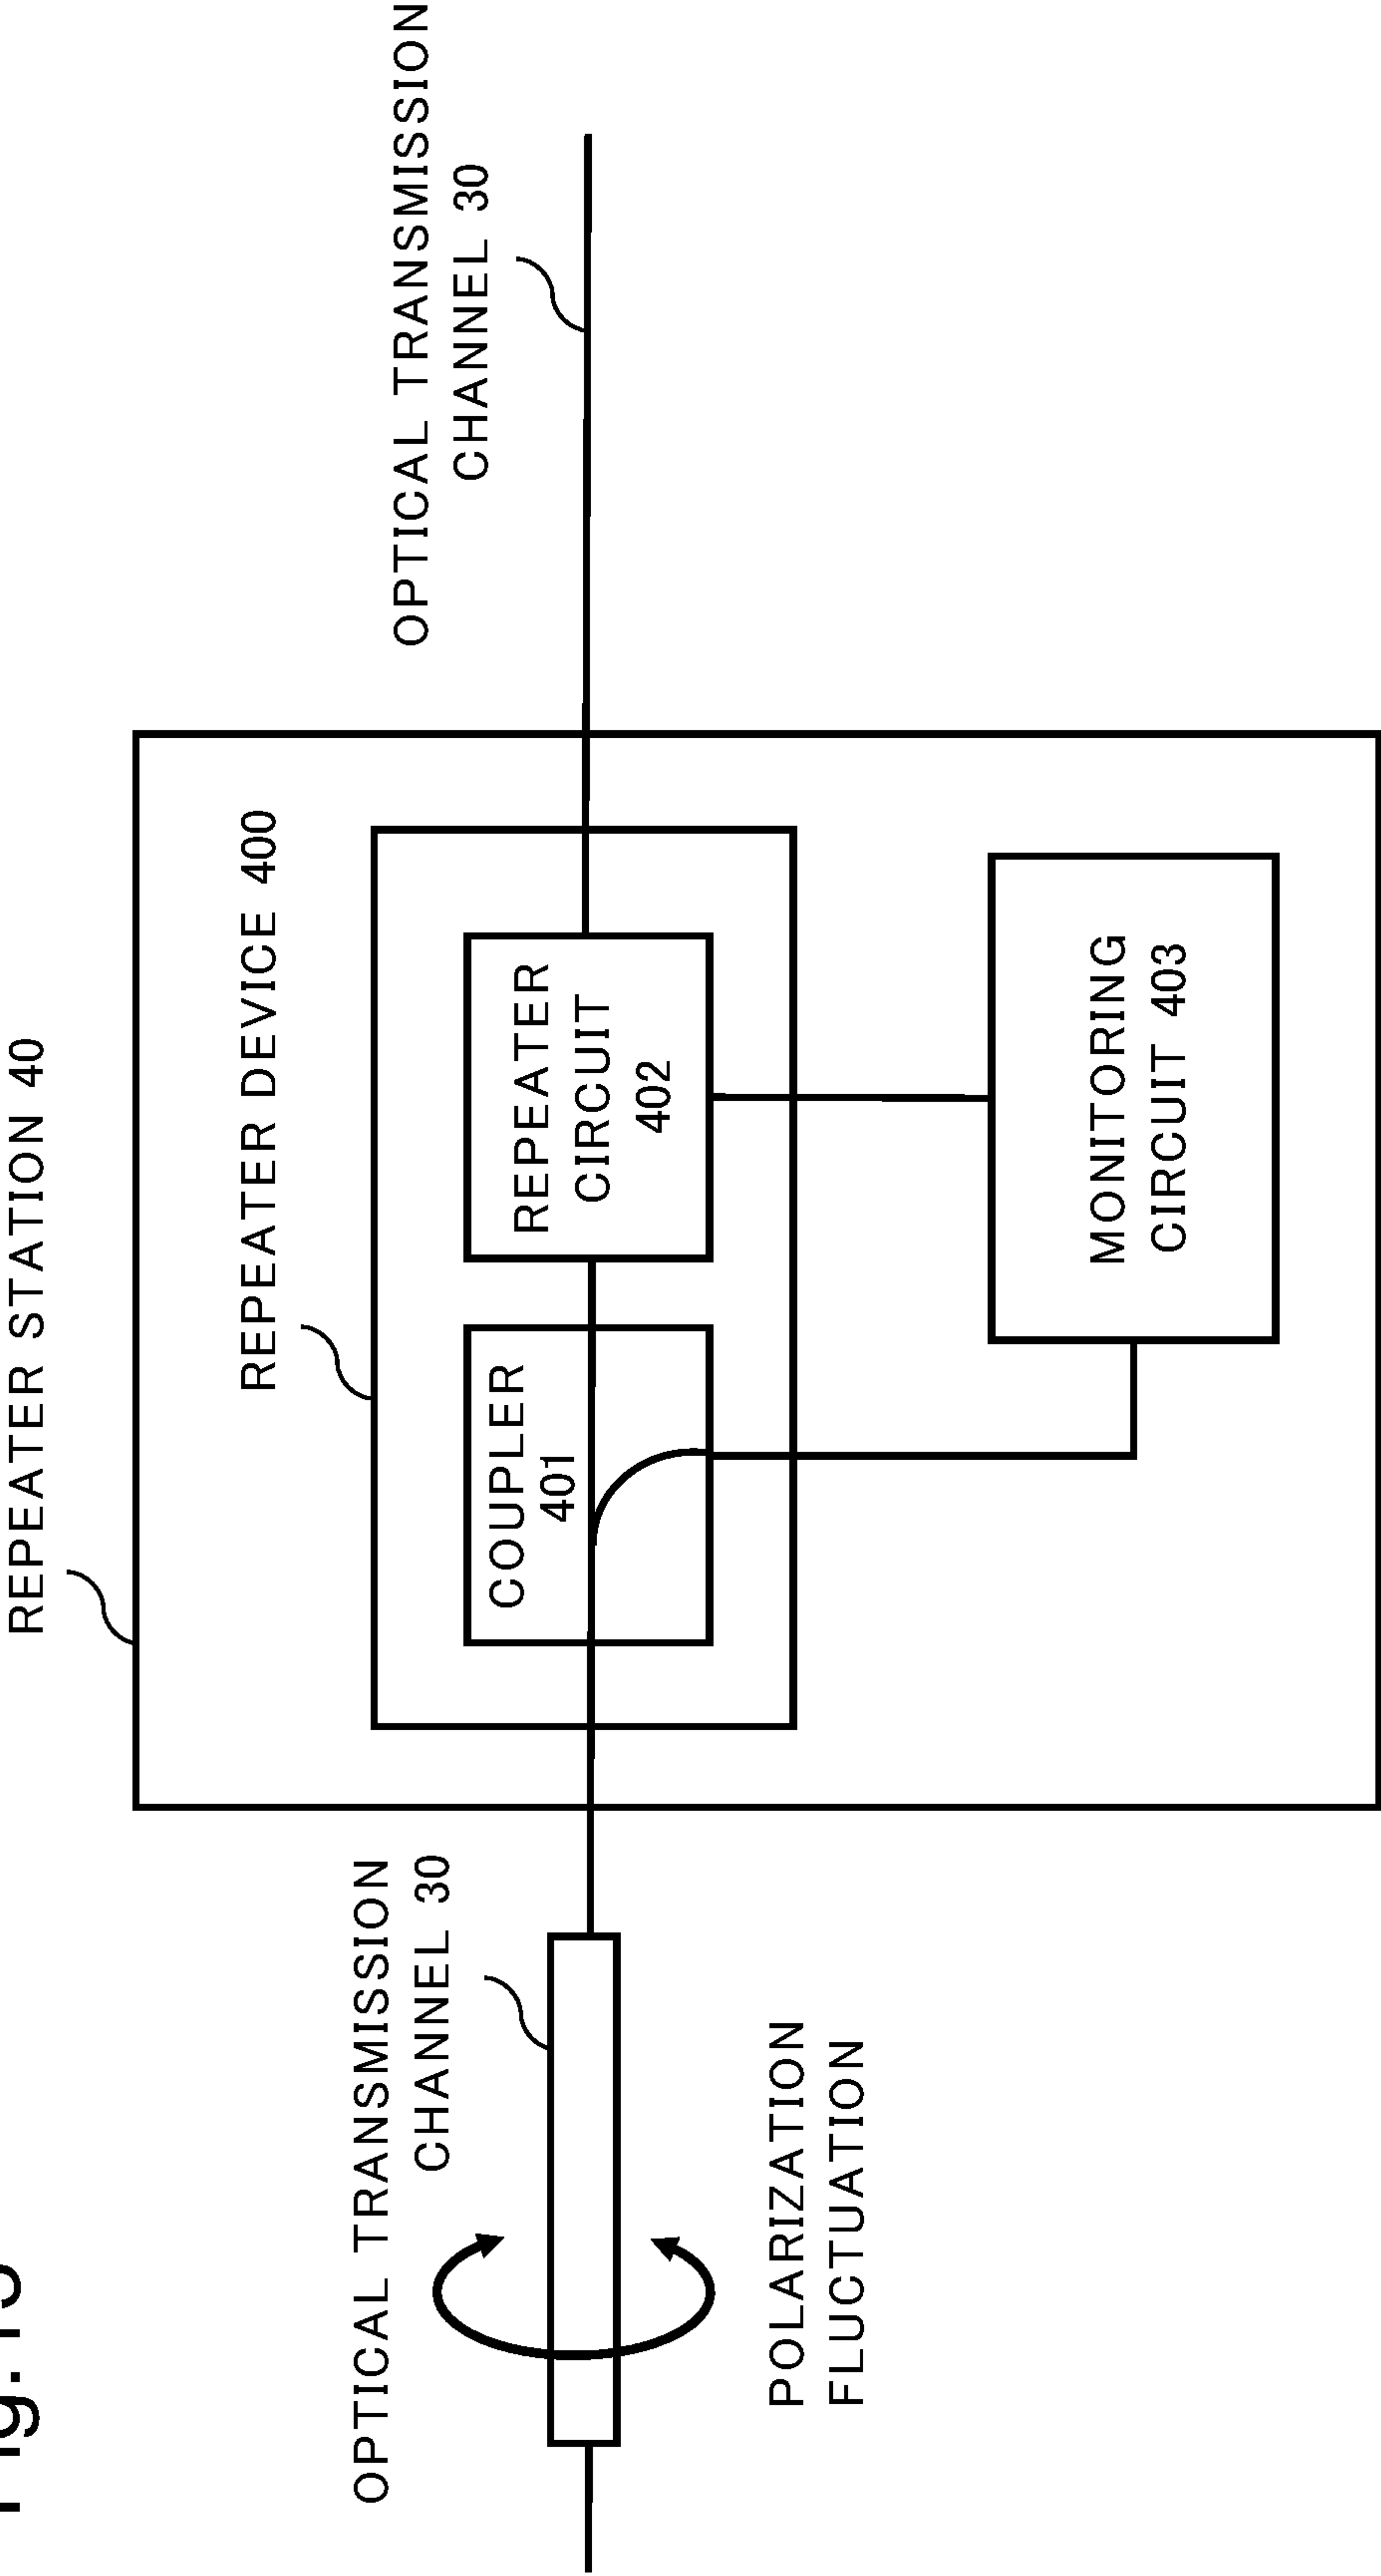 REPEATER STATION 40
REPEATER DEVICE 400
OPTICAL TRANSMISSION
CHANNEL 30
OPTICAL TRANSMISSION
CHANNEL 30
COUPLER
401
REPEATER
CIRCUIT
402
POLARIZATION
FLUCTUATION
MONITORING
CIRCUIT 403